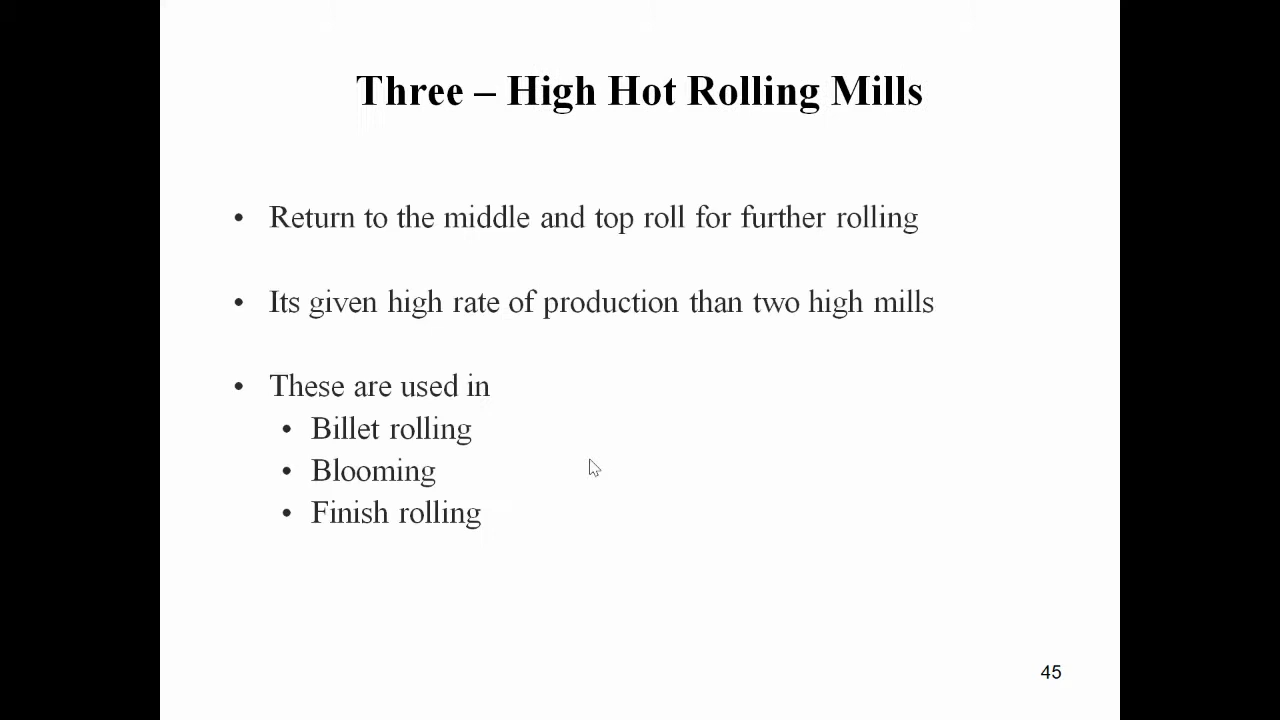 Three – High Hot Rolling Mills
• Return to the middle and top roll for further rolling
• Its given high rate of production than two high mills
• These are used in
• Billet rolling
• Blooming
• Finish rolling
45